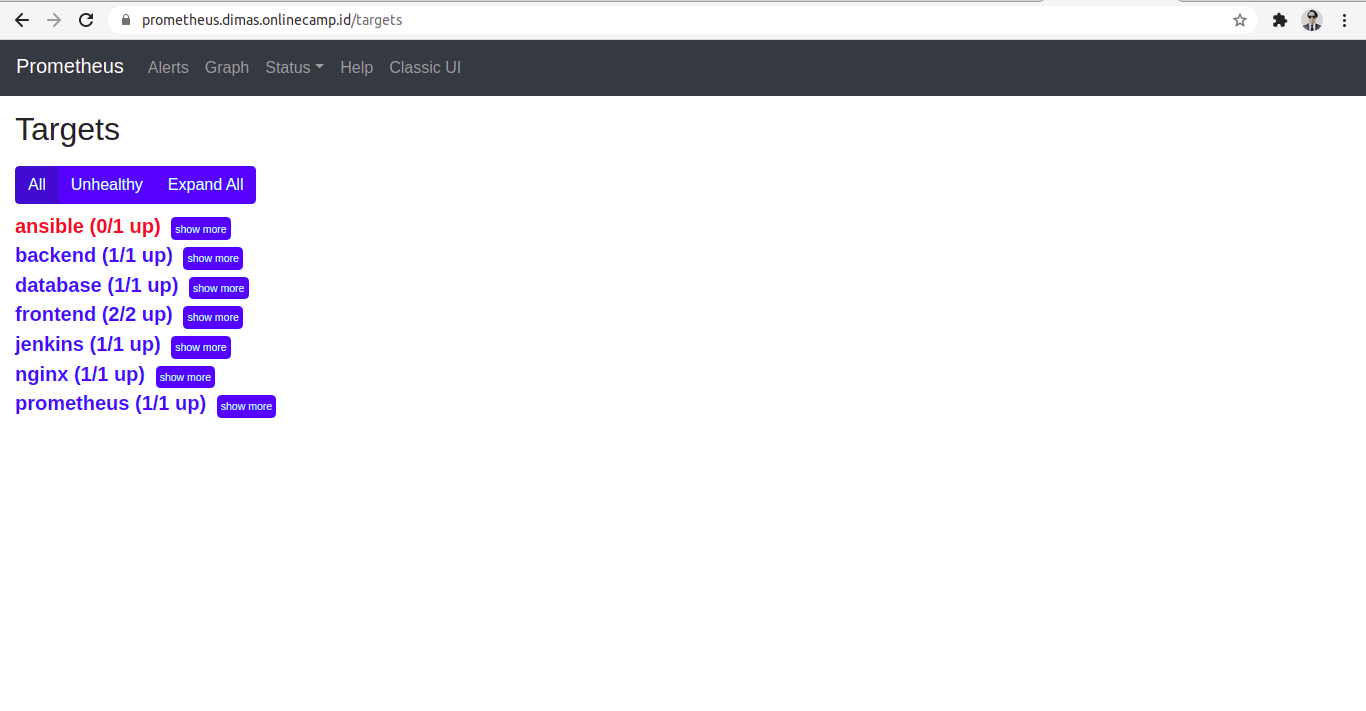 prometheus.dimas.onlinecamp.id/targets
Prometheus Alerts Graph Status Help Classic UI
Targets
All Unhealthy Expand All
ansible (0/1 up) show more
backend (1/1 up) show more
database (1/1 up) show more
frontend (2/2 up) show more
jenkins (1/1 up) show more
nginx (1/1 up) show more
prometheus (1/1 up) show more